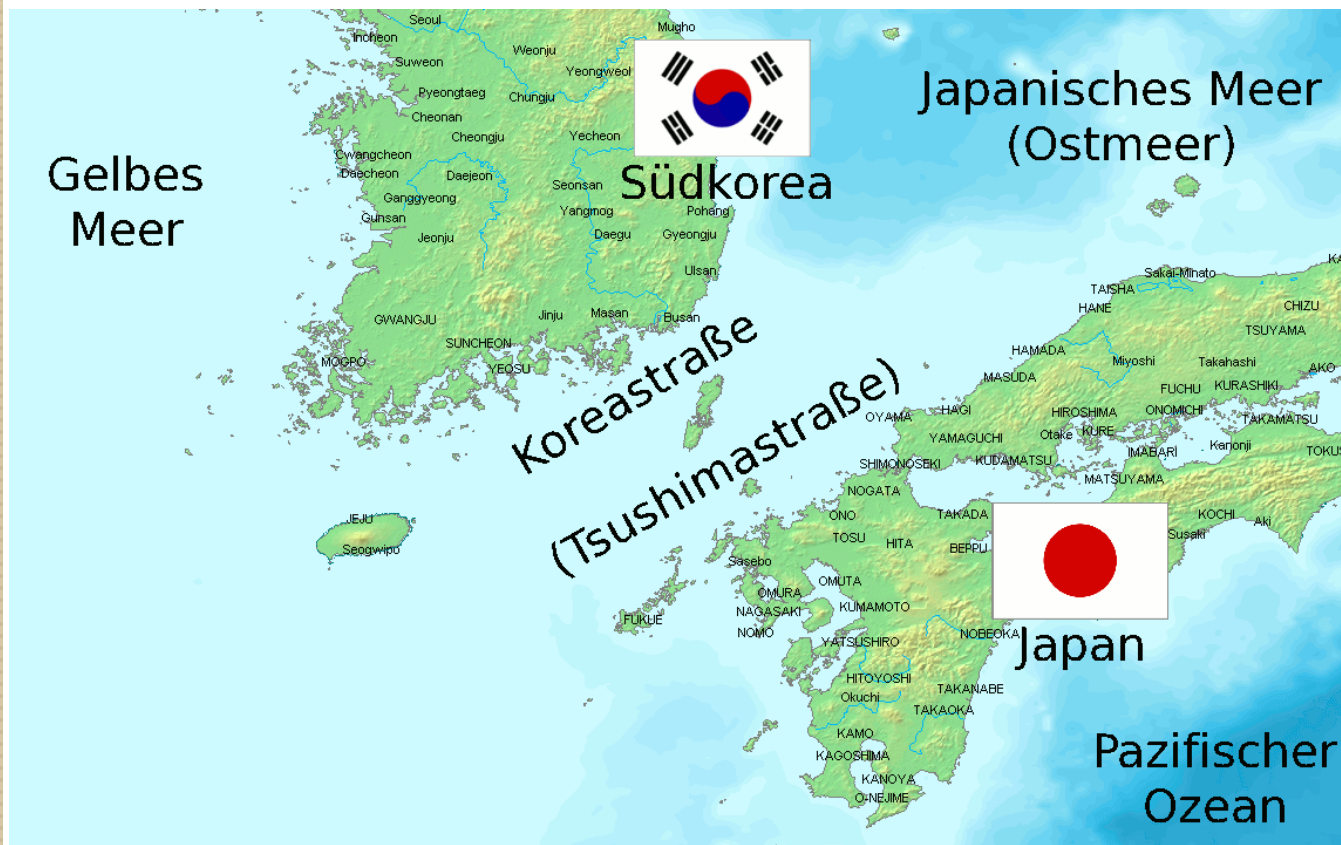 Seoul
Mugho
Incheon
Weonju
Suweon
Yeongweol
Pyeongtaeg
Chungju
Cheonan
Cheongju
Yecheon
Cwangcheon
Daecheon
Daejeon
Seonsan
Ganggyeong
Gunsan
Yangmog
Pohang
Jeonju
Daegu
Gyeongju
Ulsan
GWANGJU
Jinju
Masan
Busan
SUNCHEON
MOGPO
YEOSU
JEJU
Seogwipo
Südkorea
Gelbes
Meer
Japanisches Meer
(Ostmeer)
Koreastraße
(Tsushimastraße)
Sakai-Minato
KA
TAISHA
HANE
CHIZU
TSUYAMA
HAMADA
Miyoshi
Takahashi
MASUDA
AKO
FUCHU
KURASHIKI
OYAMA
HAGI
HIROSHIMA
ONOMICHI
TAKAMATSU
YAMAGUCHI
Otake
KURE
Kanonji
IMABARI
TOKUS
SHIMONOSEKI
KUDAMATSU
MATSUYAMA
NOGATA
ONO
TAKADA
KOCHI
Aki
TOSU
HITA
BEPPU
Susaki
Sasebo
OMURA
OMUTA
NAGASAKI
KUMAMOTO
FUKUE
NOMO
YATSUSHIRO
NOBEOKA
Japan
HITOYOSHI
Okuchi
TAKANABE
TAKAOKA
KAMO
KAGOSHIMA
KANOYA
O-NEJIME
Pazifischer
Ozean